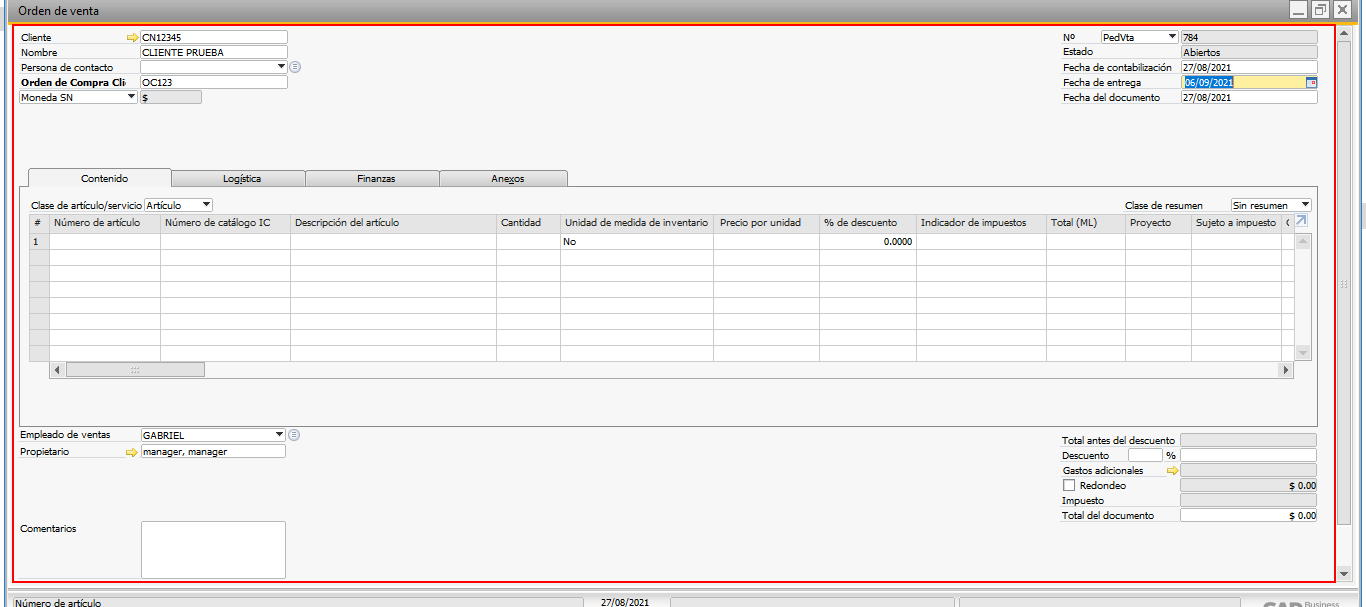 Orden de venta
Cliente CN12345
Nombre CLIENTE PRUEBA
Persona de contacto
Orden de Compra Cli OC123
Moneda SN $
Nº PedVta 784
Estado Abiertos
Fecha de contabilización 27/08/2021
Fecha de entrega 06/09/2021
Fecha del documento 27/08/2021
Contenido Logística Finanzas Anexos
Clase de artículo/servicio Artículo Clase de resumen Sin resumen
# Número de artículo Número de catálogo IC Descripción del artículo Cantidad Unidad de medida de inventario Precio por unidad % de descuento Indicador de impuestos Total (ML) Proyecto Sujeto a impuesto
1 No 0.0000
Empleado de ventas GABRIEL
Propietario manager, manager
Comentarios
Total antes del descuento
Descuento %
Gastos adicionales
Redondeo $ 0.00
Impuesto
Total del documento $ 0.00
Número de artículo 27/08/2021
Business